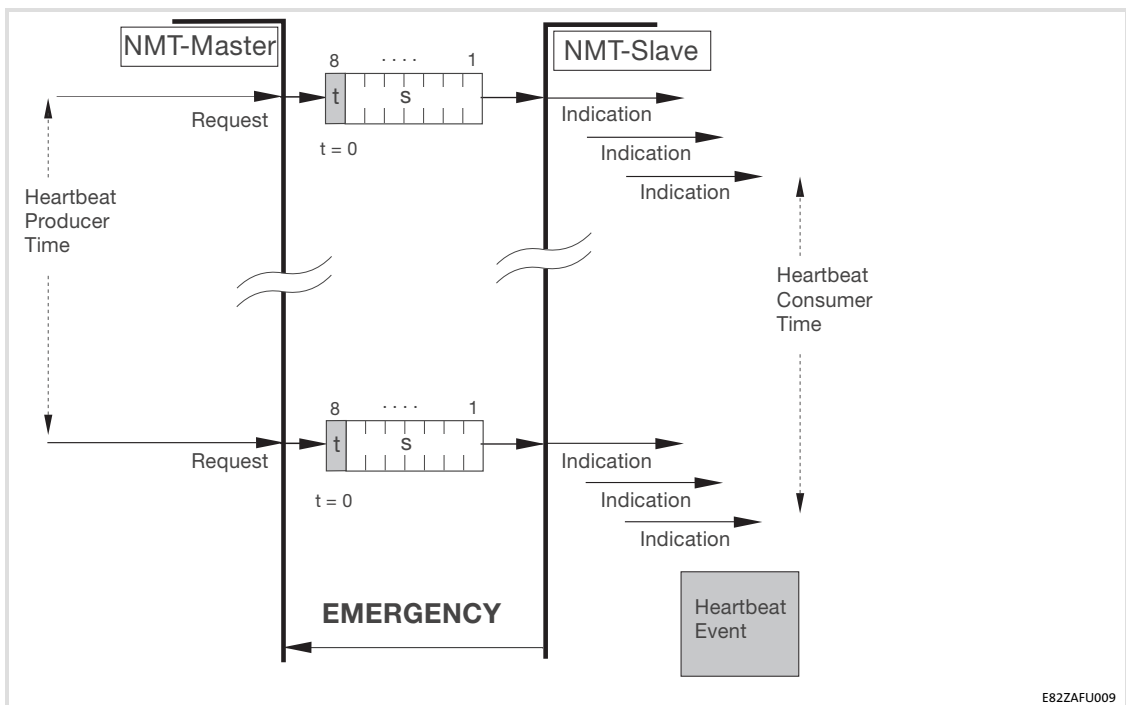 NMT-Master
NMT-Slave
8 .... 1
t s
Request
Indication
t = 0
Indication
Indication
Heartbeat
Producer
Time
Heartbeat
Consumer
Time
8 .... 1
t s
Request
Indication
t = 0
Indication
Indication
EMERGENCY
Heartbeat
Event
E82ZAFU009